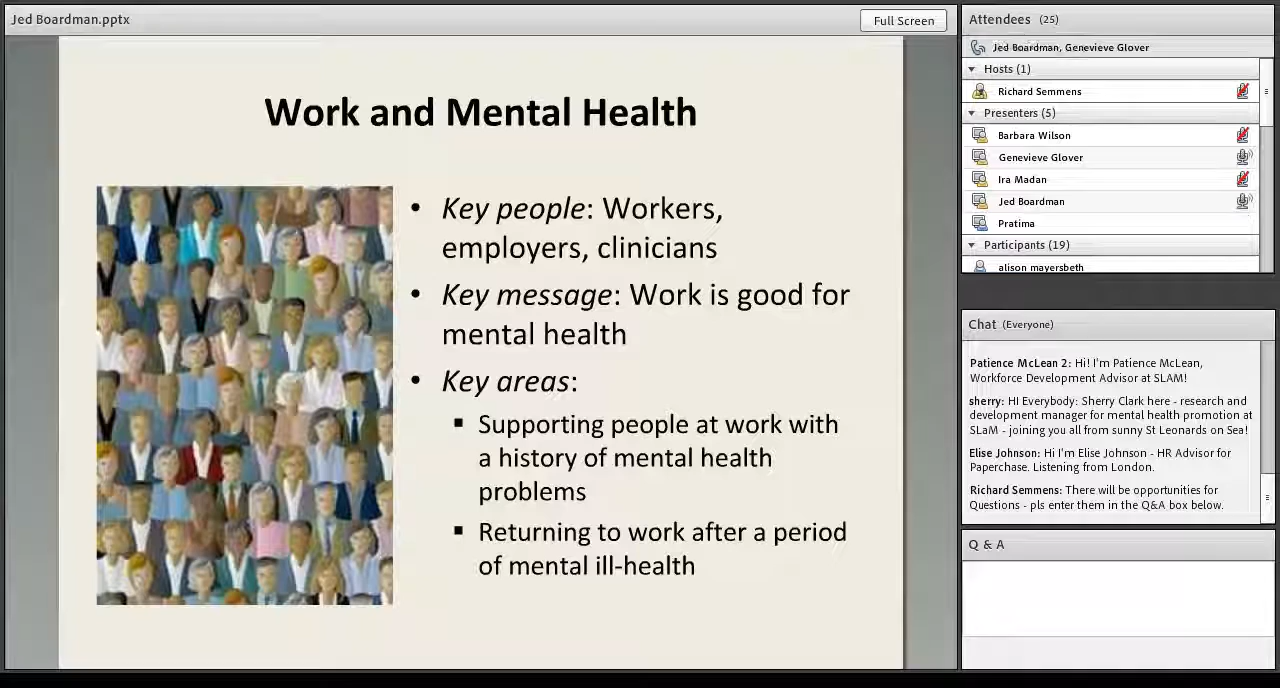 Jed Boardman.pptx
Full Screen
Work and Mental Health
• Key people: Workers,
employers, clinicians
• Key message: Work is good for
mental health
• Key areas:
▪ Supporting people at work with
a history of mental health
problems
▪ Returning to work after a period
of mental ill-health
Attendees (25)
Jed Boardman, Genevieve Glover
Hosts (1)
Richard Semmens
Presenters (5)
Barbara Wilson
Genevieve Glover
Ira Madan
Jed Boardman
Pratima
Participants (19)
alison mayersbeth
Chat (Everyone)
Patience McLean 2: Hi! I'm Patience McLean,
Workforce Development Advisor at SLAM!
sherry: HI Everybody: Sherry Clark here - research and
development manager for mental health promotion at
SLaM - joining you all from sunny St Leonards on Sea!
Elise Johnson: Hi I'm Elise Johnson - HR Advisor for
Paperchase. Listening from London.
Richard Semmens: There will be opportunities for
Questions - pls enter them in the Q&A box below.
Q & A